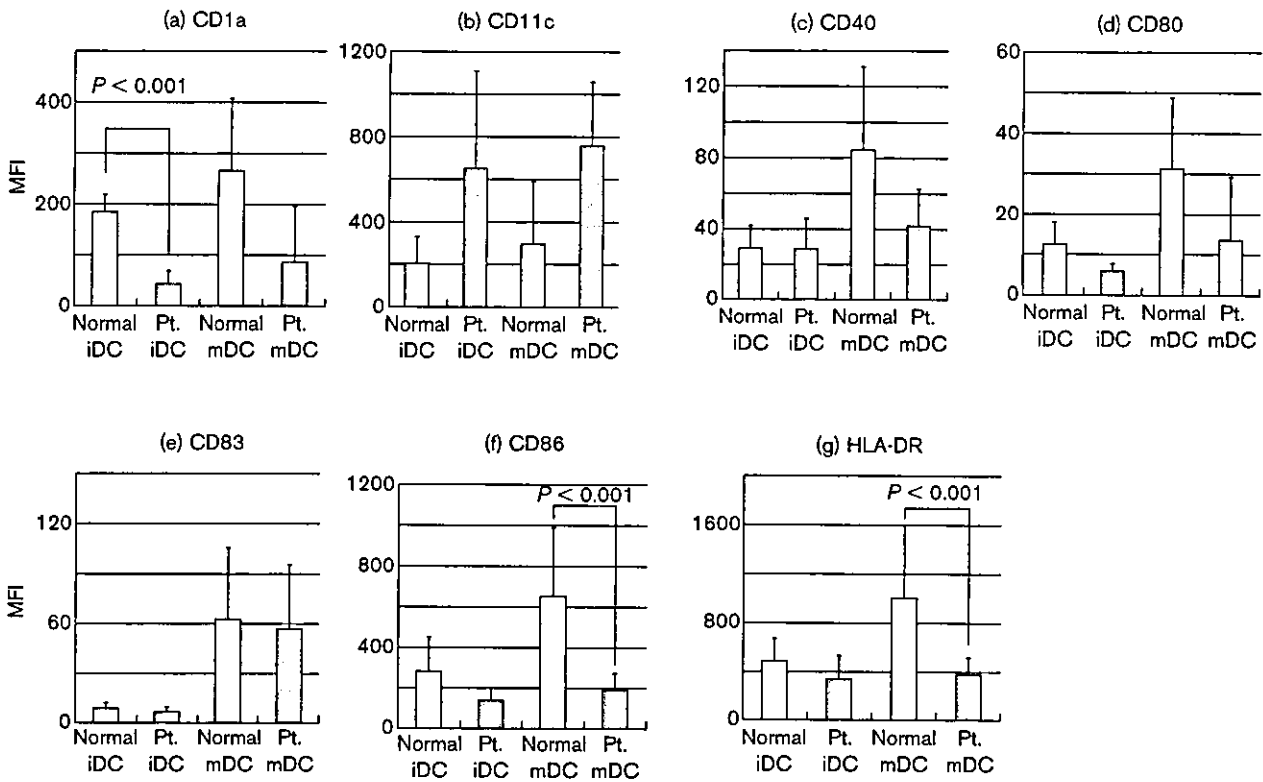 (a) CD1a
MFI
400
200
0
P < 0.001
Normal Pt. Normal Pt.
iDC iDC mDC mDC
(b) CD11c
1200
800
400
0
Normal Pt. Normal Pt.
iDC iDC mDC mDC
(c) CD40
120
80
40
0
Normal Pt. Normal Pt.
iDC iDC mDC mDC
(d) CD80
60
40
20
0
Normal Pt. Normal Pt.
iDC iDC mDC mDC
(e) CD83
MFI
120
60
0
Normal Pt. Normal Pt.
iDC iDC mDC mDC
(f) CD86
1200
800
400
0
P < 0.001
Normal Pt. Normal Pt.
iDC iDC mDC mDC
(g) HLA-DR
1600
800
0
P < 0.001
Normal Pt. Normal Pt.
iDC iDC mDC mDC